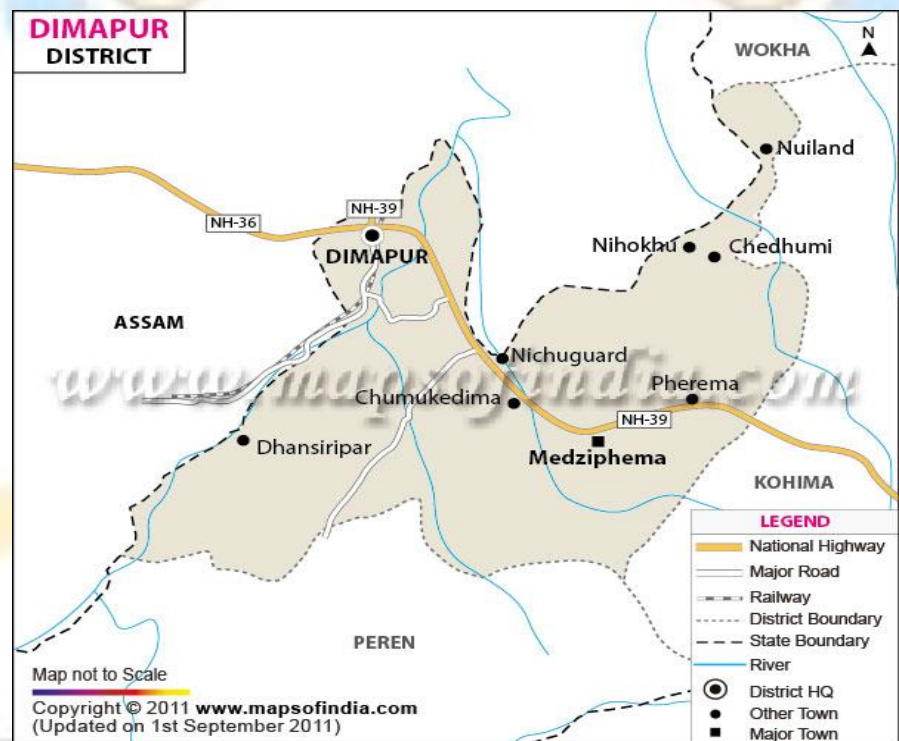 DIMAPUR
DISTRICT
N
WOKHA
Nuiland
NH-39
NH-36
DIMAPUR
Nihokhu
Chedhumi
ASSAM
Nichuguard
www.mapsofindia.com
Pherema
Chumukedima
NH-39
Dhansiripar
Medziphema
KOHIMA
PEREN
LEGEND
National Highway
Major Road
Railway
District Boundary
State Boundary
River
District HQ
Other Town
Major Town
Map not to Scale
Copyright © 2011 www.mapsofindia.com
(Updated on 1st September 2011)